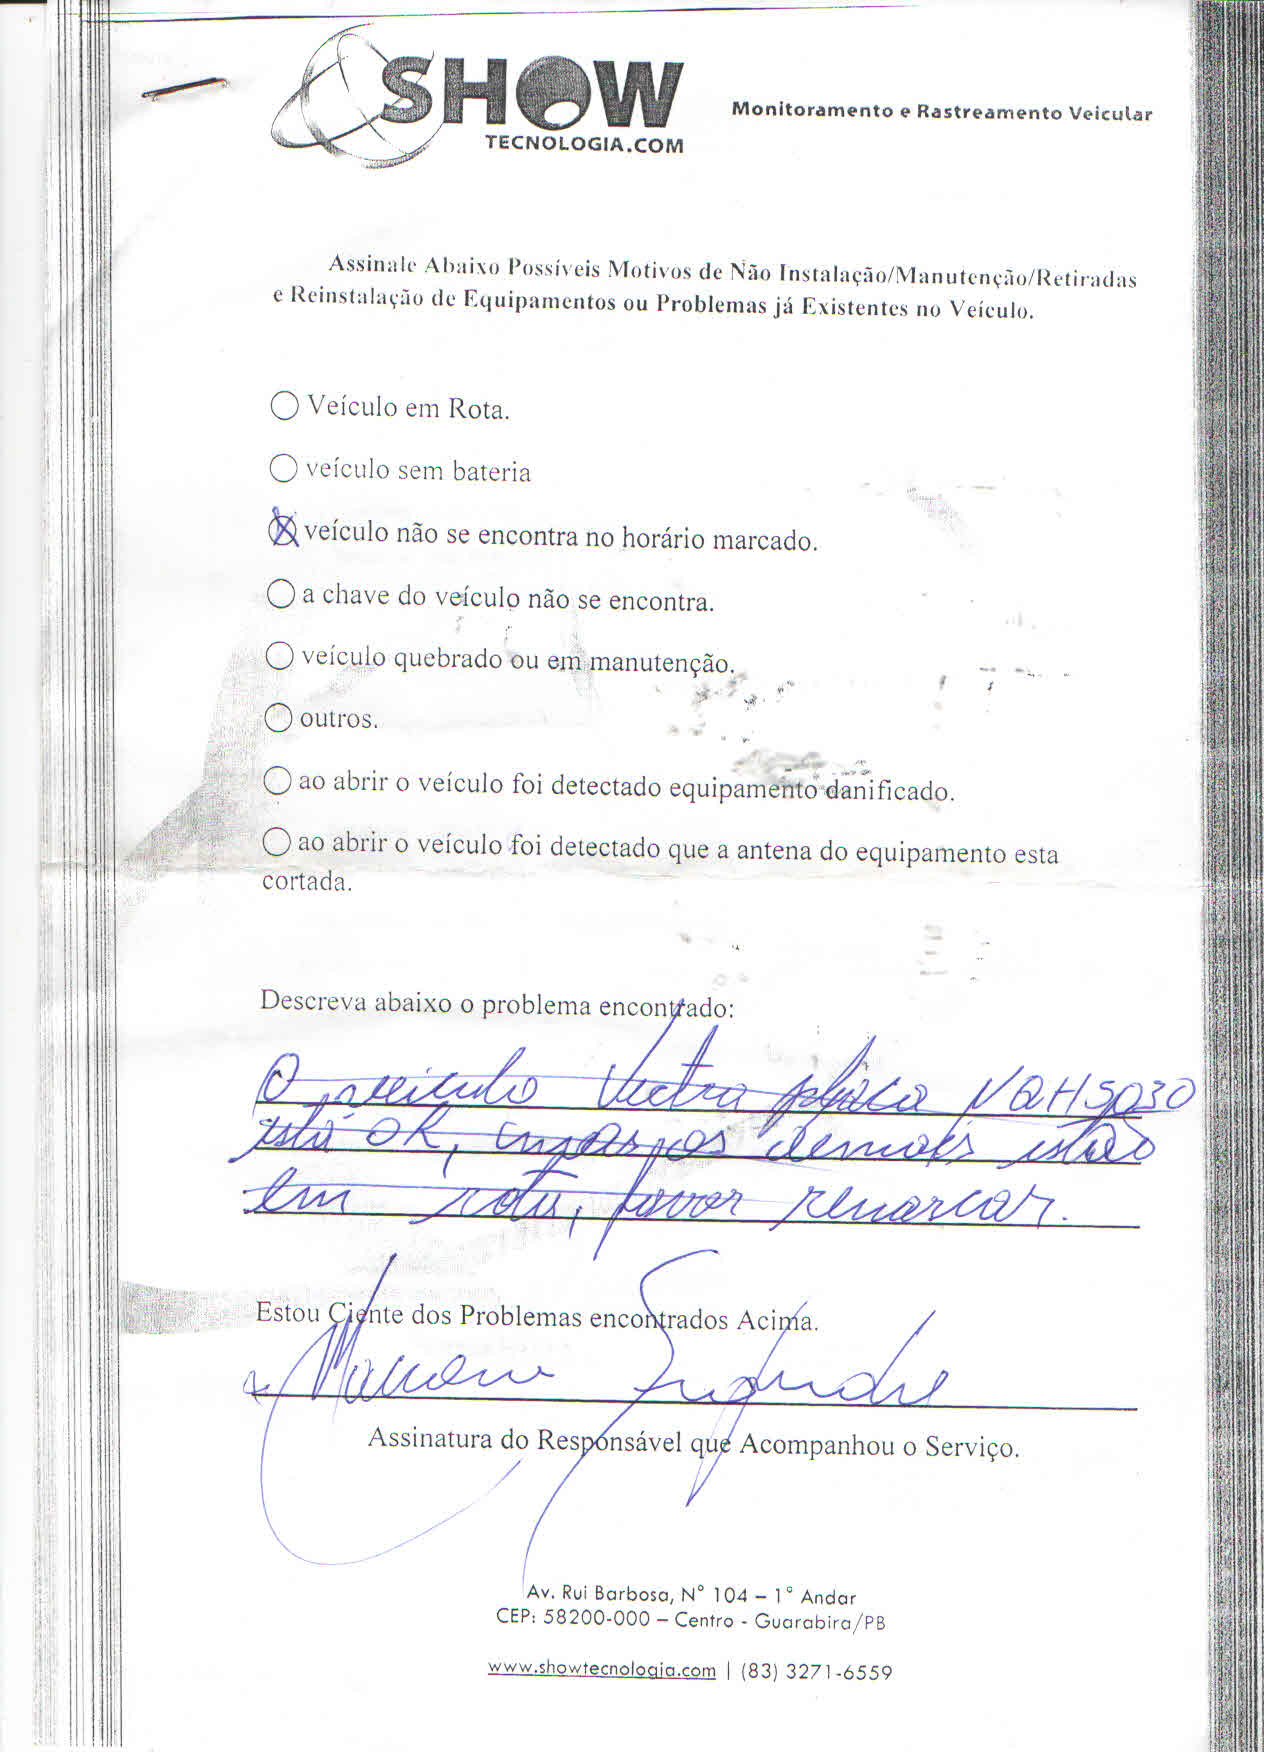 SHOW
TECNOLOGIA.COM
Monitoramento e Rastreamento Veicular
Assinale Abaixo Possíveis Motivos de Não Instalação/Manutenção/Retiradas
e Reinstalação de Equipamentos ou Problemas já Existentes no Veículo.
Veículo em Rota.
veículo sem bateria
X veículo não se encontra no horário marcado.
a chave do veículo não se encontra.
veículo quebrado ou em manutenção.
outros.
ao abrir o veículo foi detectado equipamento danificado.
ao abrir o veículo foi detectado que a antena do equipamento esta
cortada.
Descreva abaixo o problema encontrado:
O veiculo Vectra placa NQH5030
está OK, os demais estão
em rota, favor remarcar.
Estou Ciente dos Problemas encontrados Acima.
Assinatura do Responsável que Acompanhou o Serviço.
Av. Rui Barbosa, N° 104 – 1° Andar
CEP: 58200-000 – Centro - Guarabira/PB
www.showtecnologia.com | (83) 3271-6559